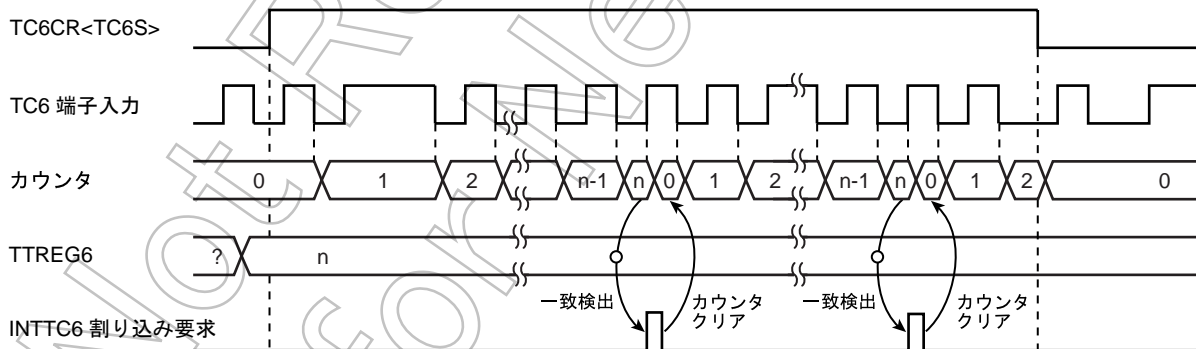 TC6CR<TC6S>
TC6 端子入力
カウンタ 0 1 2 n-1 n 0 1 2 n-1 n 0 1 2 0
TTREG6 ? n
一致検出 カウンタ クリア 一致検出 カウンタ クリア
INTTC6 割り込み要求